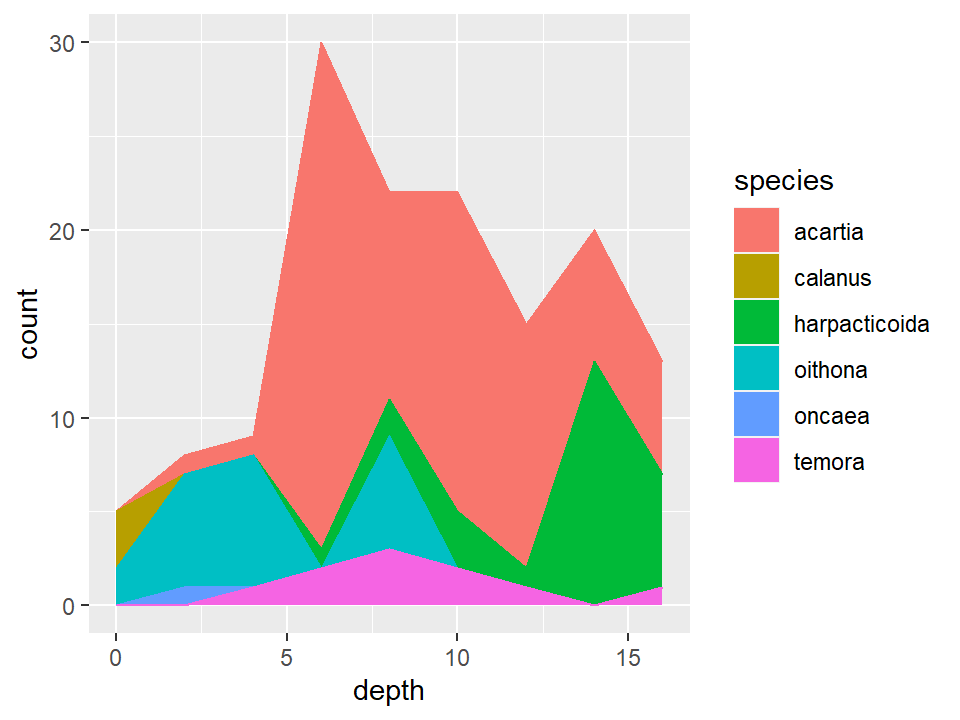 30
20
10
0
count
0 5 10 15
depth
species
acartia
calanus
harpacticoida
oithona
oncaea
temora